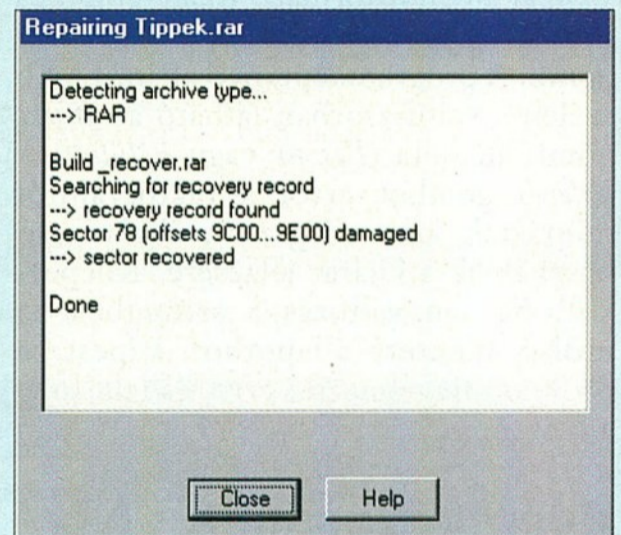 Repairing Tippek.rar
Detecting archive type...
---> RAR
Build _recover.rar
Searching for recovery record
---> recovery record found
Sector 78 (offsets 9C00...9E00) damaged
---> sector recovered
Done
Close
Help